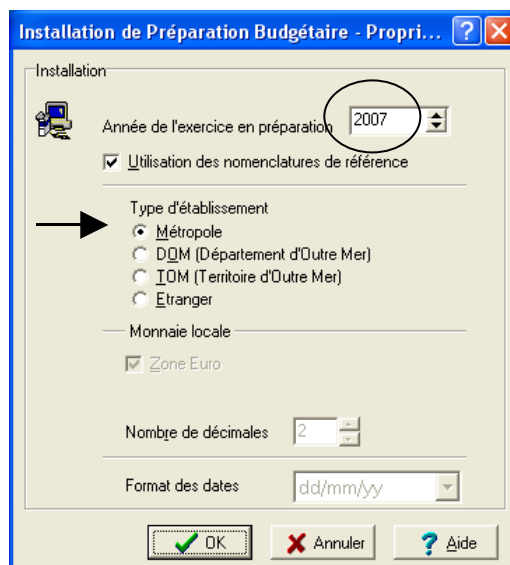 Installation de Préparation Budgétaire - Propri...
Installation
Année de l'exercice en préparation 2007
Utilisation des nomenclatures de référence
Type d'établissement
Métropole
DOM (Département d'Outre Mer)
TOM (Territoire d'Outre Mer)
Etranger
Monnaie locale
Zone Euro
Nombre de décimales 2
Format des dates dd/mm/yy
OK Annuler ? Aide